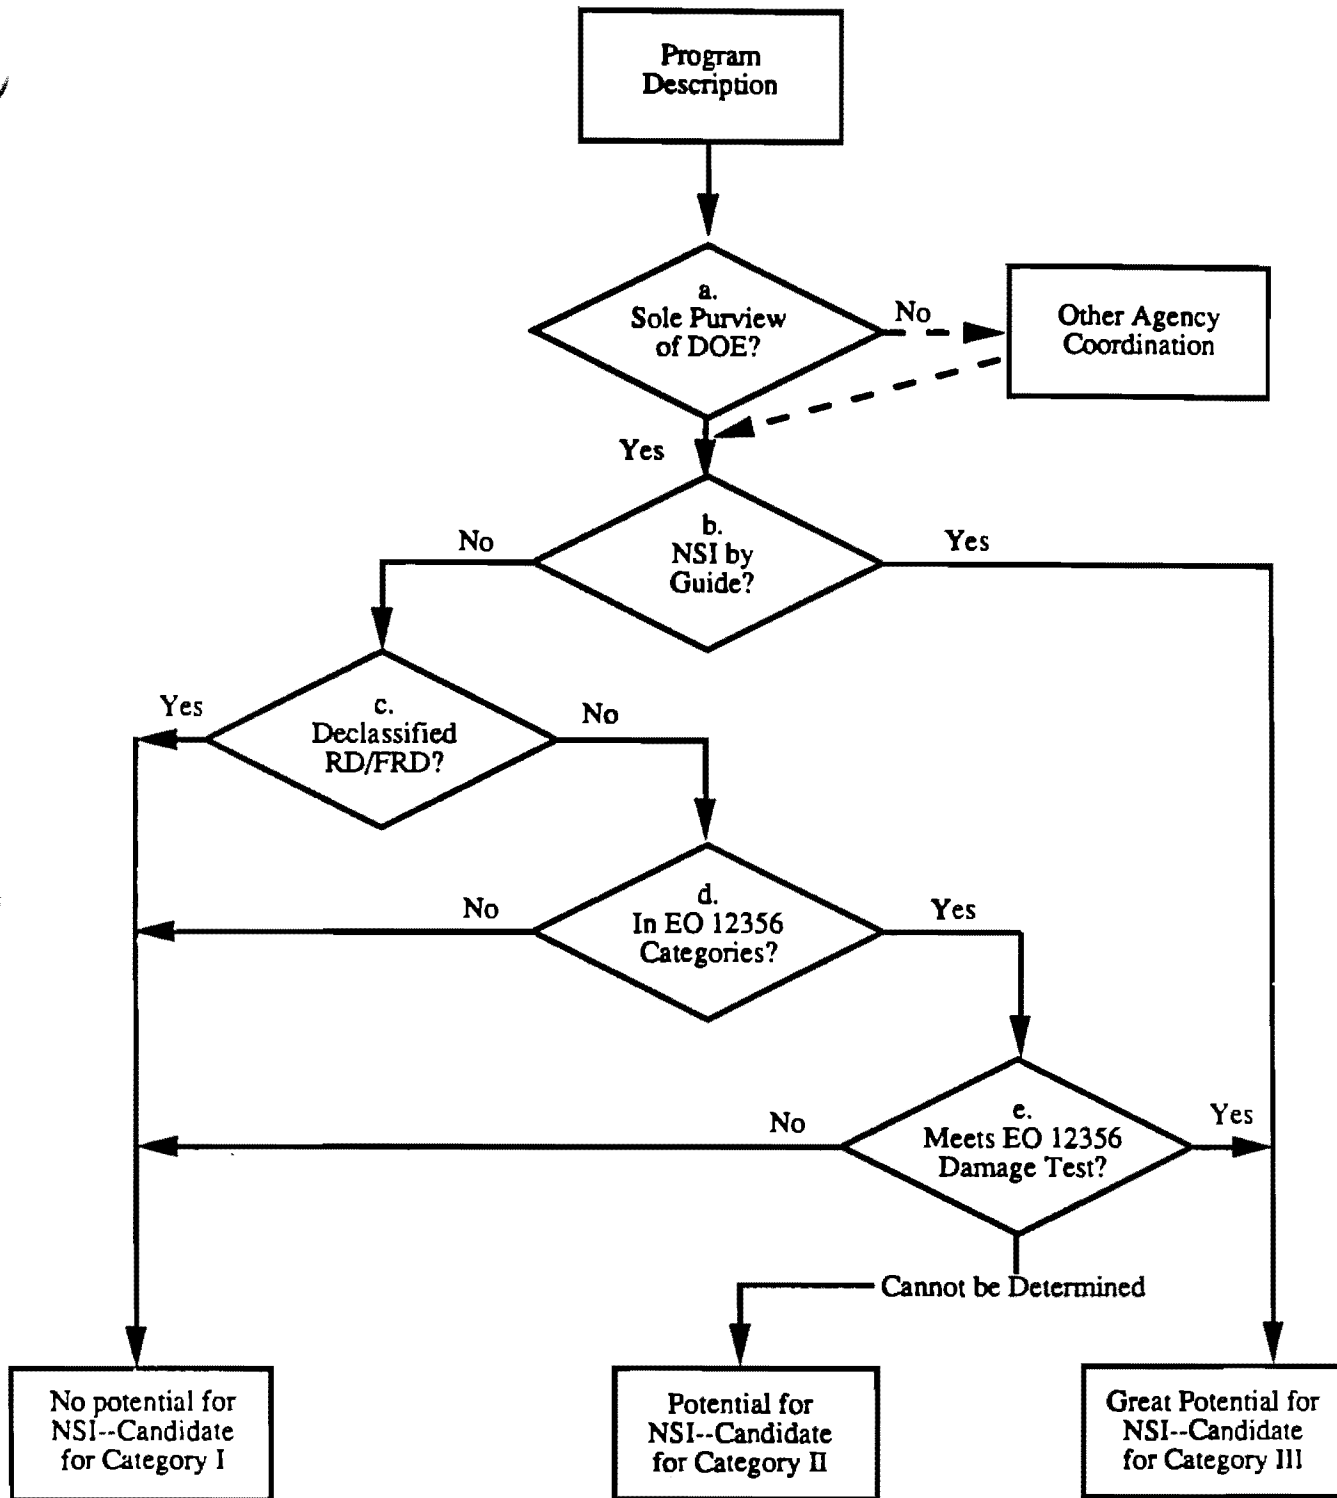 Program
Description
a.
Sole Purview
of DOE?
No
Other Agency
Coordination
Yes
b.
NSI by
Guide?
No
Yes
c.
Declassified
RD/FRD?
Yes
No
d.
In EO 12356
Categories?
No
Yes
e.
Meets EO 12356
Damage Test?
No
Yes
Cannot be Determined
No potential for
NSI--Candidate
for Category I
Potential for
NSI--Candidate
for Category II
Great Potential for
NSI--Candidate
for Category III